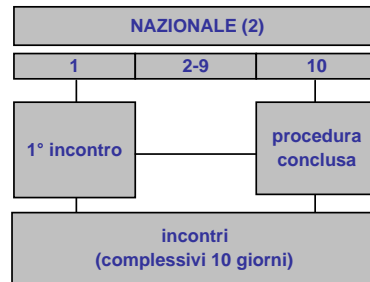 NAZIONALE (2)
1 2-9 10
1° incontro
procedura
conclusa
incontri
(complessivi 10 giorni)